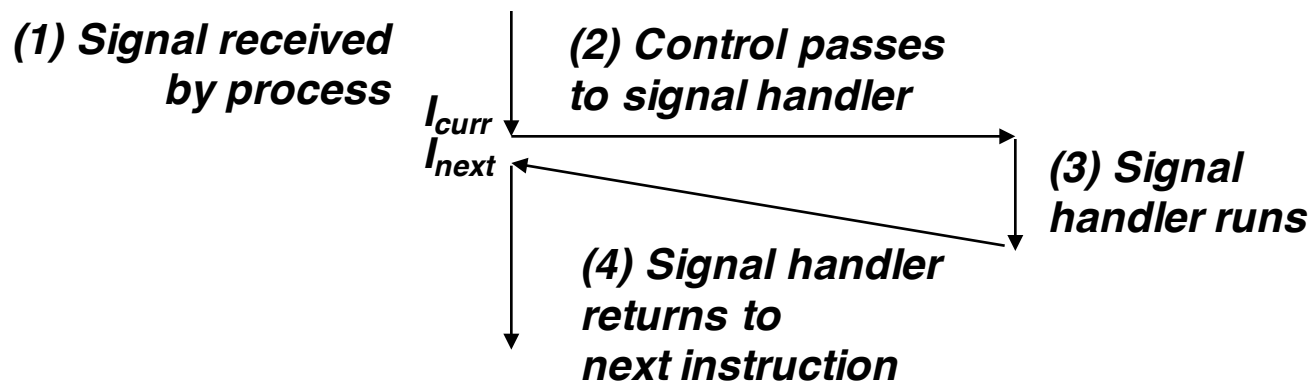 (1) Signal received
by process
(2) Control passes
to signal handler
Icurr
Inext
(3) Signal
handler runs
(4) Signal handler
returns to
next instruction